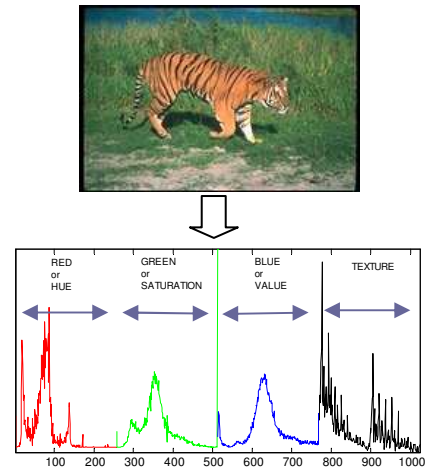 RED
or
HUE
GREEN
or
SATURATION
BLUE
or
VALUE
TEXTURE
100 200 300 400 500 600 700 800 900 1000